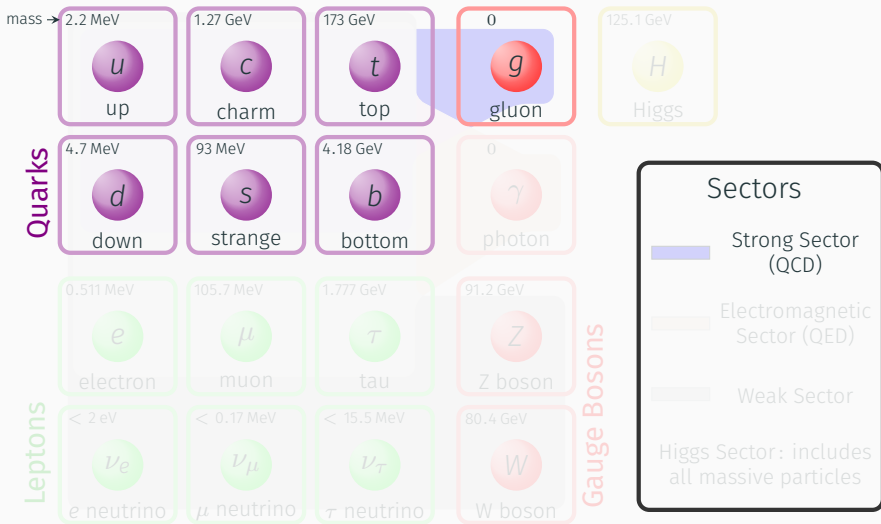 mass → 2.2 MeV 1.27 GeV 173 GeV 0 125.1 GeV
u c t g H
up charm top gluon Higgs
Quarks
4.7 MeV 93 MeV 4.18 GeV 0
d s b γ
down strange bottom photon
Sectors
Strong Sector
(QCD)
Electromagnetic
Sector (QED)
Weak Sector
Higgs Sector: includes
all massive particles
0.511 MeV 105.7 MeV 1.777 GeV 91.2 GeV
e μ τ Z
electron muon tau Z boson
Leptons
Gauge Bosons
< 2 eV < 0.17 MeV < 15.5 MeV 80.4 GeV
νe νμ ντ W
e neutrino μ neutrino τ neutrino W boson